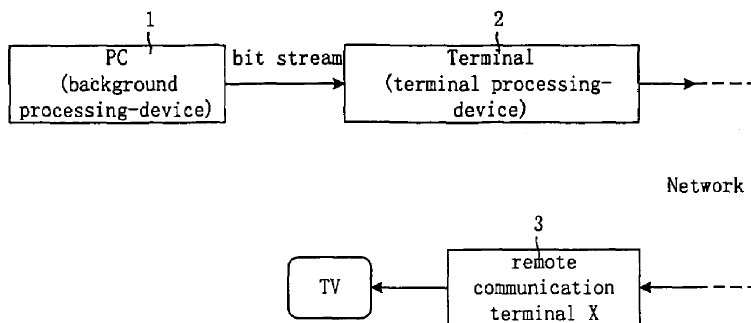 1
PC
(background
processing-device)
bit stream
2
Terminal
(terminal processing-
device)
Network
3
remote
communication
terminal X
TV